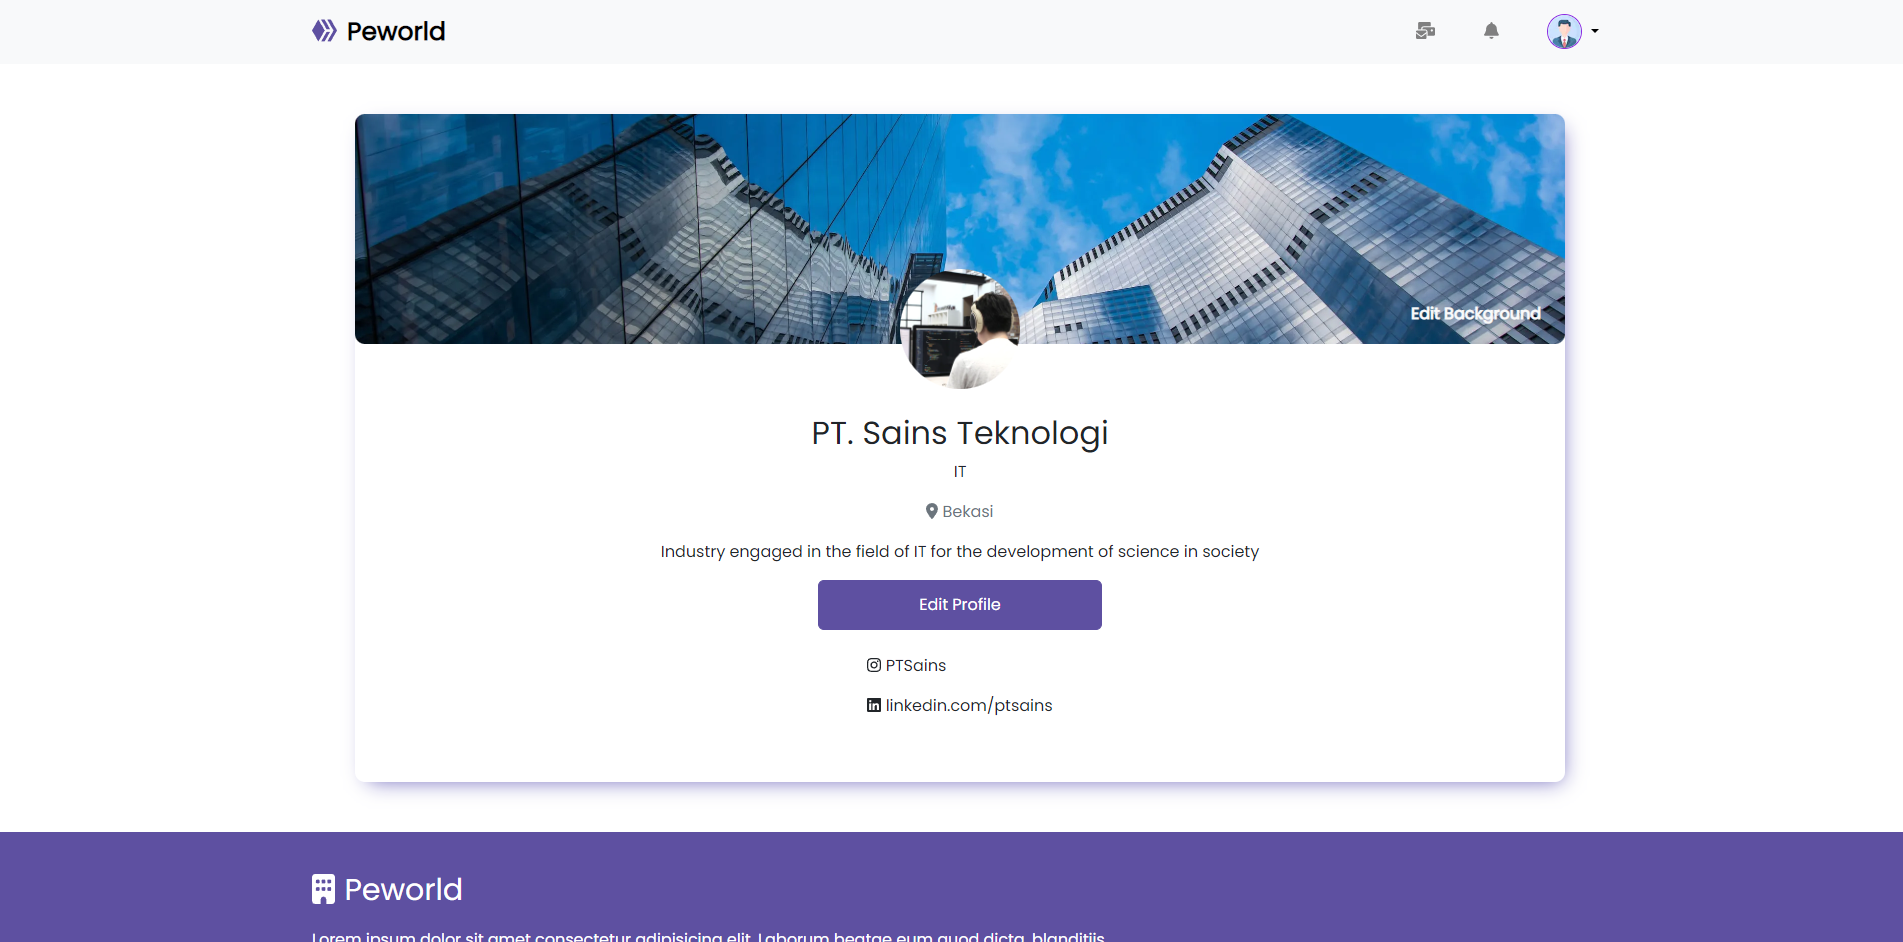 Peworld
Edit Background
PT. Sains Teknologi
IT
Bekasi
Industry engaged in the field of IT for the development of science in society
Edit Profile
PTSains
linkedin.com/ptsains
Peworld
Lorem ipsum dolor sit amet consectetur adipisicing elit. Laborum beatae eum quod dicta, blanditiis